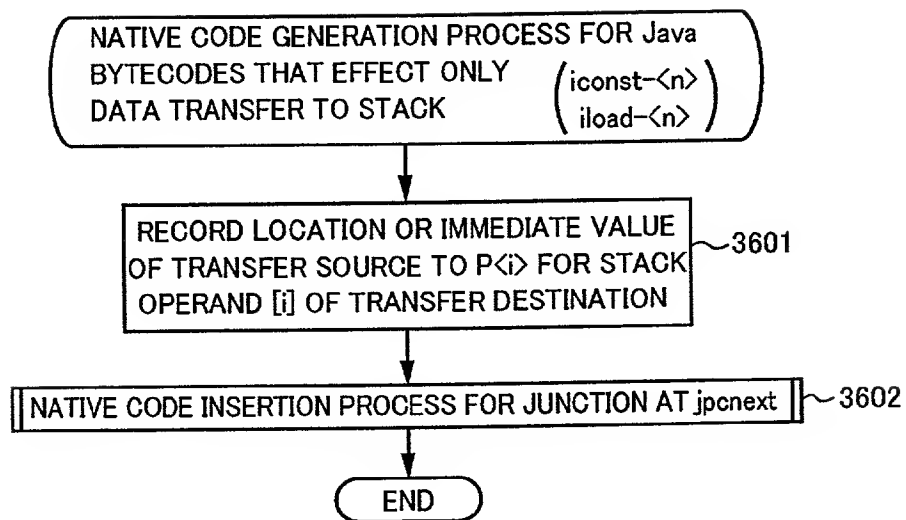 NATIVE CODE GENERATION PROCESS FOR Java
BYTECODES THAT EFFECT ONLY
DATA TRANSFER TO STACK
(iconst-<n>
iload-<n>)
RECORD LOCATION OR IMMEDIATE VALUE
OF TRANSFER SOURCE TO P<i> FOR STACK
OPERAND [i] OF TRANSFER DESTINATION
3601
NATIVE CODE INSERTION PROCESS FOR JUNCTION AT jpcnext
3602
END